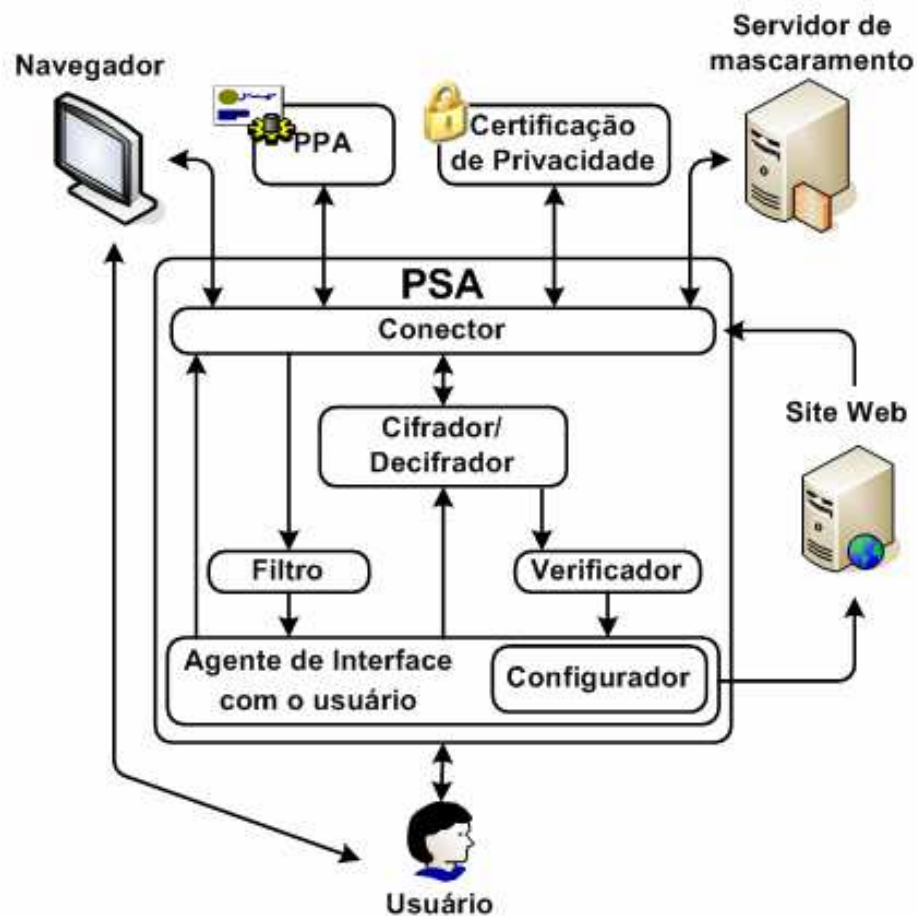 Servidor de
mascaramento
Navegador
PPA
Certificação
de Privacidade
PSA
Conector
Cifrador/
Decifrador
Site Web
Filtro
Verificador
Agente de Interface
com o usuário
Configurador
Usuário